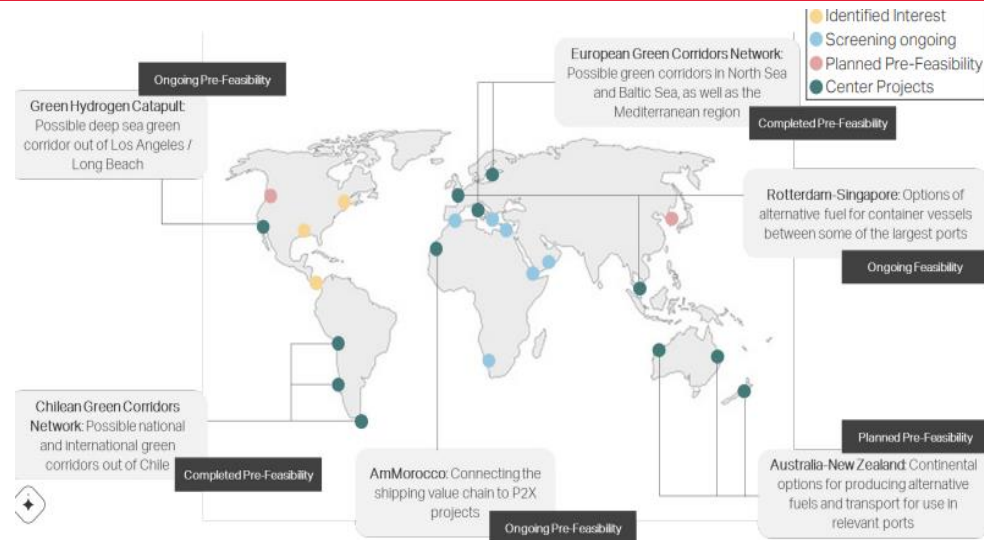 Identified Interest
Screening ongoing
Planned Pre-Feasibility
Center Projects
Ongoing Pre-Feasibility
Green Hydrogen Catapult:
Possible deep sea green
corridor out of Los Angeles /
Long Beach
European Green Corridors Network:
Possible green corridors in North Sea
and Baltic Sea, as well as the
Mediterranean region
Completed Pre-Feasibility
Rotterdam-Singapore: Options of
alternative fuel for container vessels
between some of the largest ports
Ongoing Feasibility
Chilean Green Corridors
Network: Possible national
and international green
corridors out of Chile
Completed Pre-Feasibility
AmMorocco: Connecting the
shipping value chain to P2X
projects
Ongoing Pre-Feasibility
Planned Pre-Feasibility
Australia-New Zealand: Continental
options for producing alternative
fuels and transport for use in
relevant ports